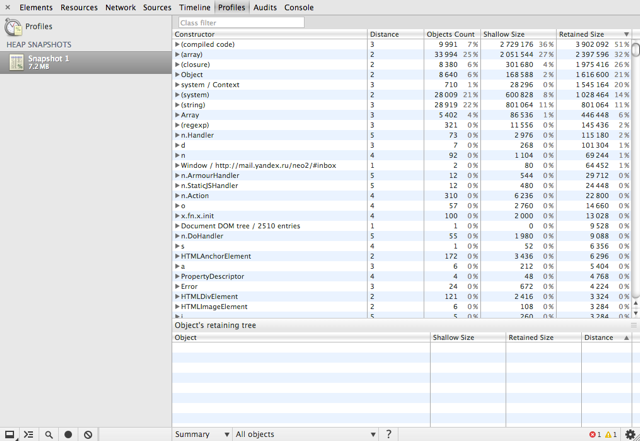 × Elements Resources Network Sources Timeline Profiles Audits Console
Profiles
HEAP SNAPSHOTS
Snapshot 1
7.2 MB
Class filter
Constructor Distance Objects Count Shallow Size Retained Size ▼
▶(compiled code) 3 9 991 7% 2 729 176 36% 3 902 092 51%
▶(array) 2 33 994 25% 2 051 544 27% 2 397 596 32%
▶(closure) 2 8 380 6% 301 680 4% 1 975 416 26%
▶Object 2 8 640 6% 168 588 2% 1 616 600 21%
▶system / Context 3 710 1% 28 296 0% 1 545 164 20%
▶(system) 2 28 009 21% 600 828 8% 1 028 464 14%
▶(string) 3 28 919 22% 801 064 11% 801 064 11%
▶Array 3 5 402 4% 86 536 1% 446 448 6%
▶(regexp) 3 321 0% 11 556 0% 145 436 2%
▶n.Handler 5 73 0% 2 976 0% 115 180 2%
▶d 3 7 0% 268 0% 101 304 1%
▶n 4 92 0% 1 104 0% 69 244 1%
▶Window / http://mail.yandex.ru/neo2/#inbox 1 2 0% 80 0% 64 452 1%
▶n.ArmourHandler 5 12 0% 544 0% 29 712 0%
▶n.StaticJSHandler 5 12 0% 480 0% 24 448 0%
▶n.Action 4 310 0% 6 236 0% 22 800 0%
▶o 4 57 0% 2 760 0% 14 660 0%
▶x.fn.x.init 4 100 0% 2 000 0% 13 028 0%
▶Document DOM tree / 2510 entries 1 1 0% 0 0% 9 528 0%
▶n.DoHandler 5 55 0% 1 980 0% 9 088 0%
▶s 4 1 0% 52 0% 6 356 0%
▶HTMLAnchorElement 2 172 0% 3 436 0% 6 296 0%
▶a 3 6 0% 212 0% 5 404 0%
▶PropertyDescriptor 4 4 0% 48 0% 4 768 0%
▶Error 3 24 0% 672 0% 4 224 0%
▶HTMLDivElement 2 121 0% 2 416 0% 3 324 0%
▶HTMLImageElement 2 6 0% 108 0% 3 284 0%
▶i 5 5 0% 260 0% 3 284 0%
Object's retaining tree
Object Shallow Size Retained Size Distance ▲
Summary ▼ All objects ▼ ? 1 1